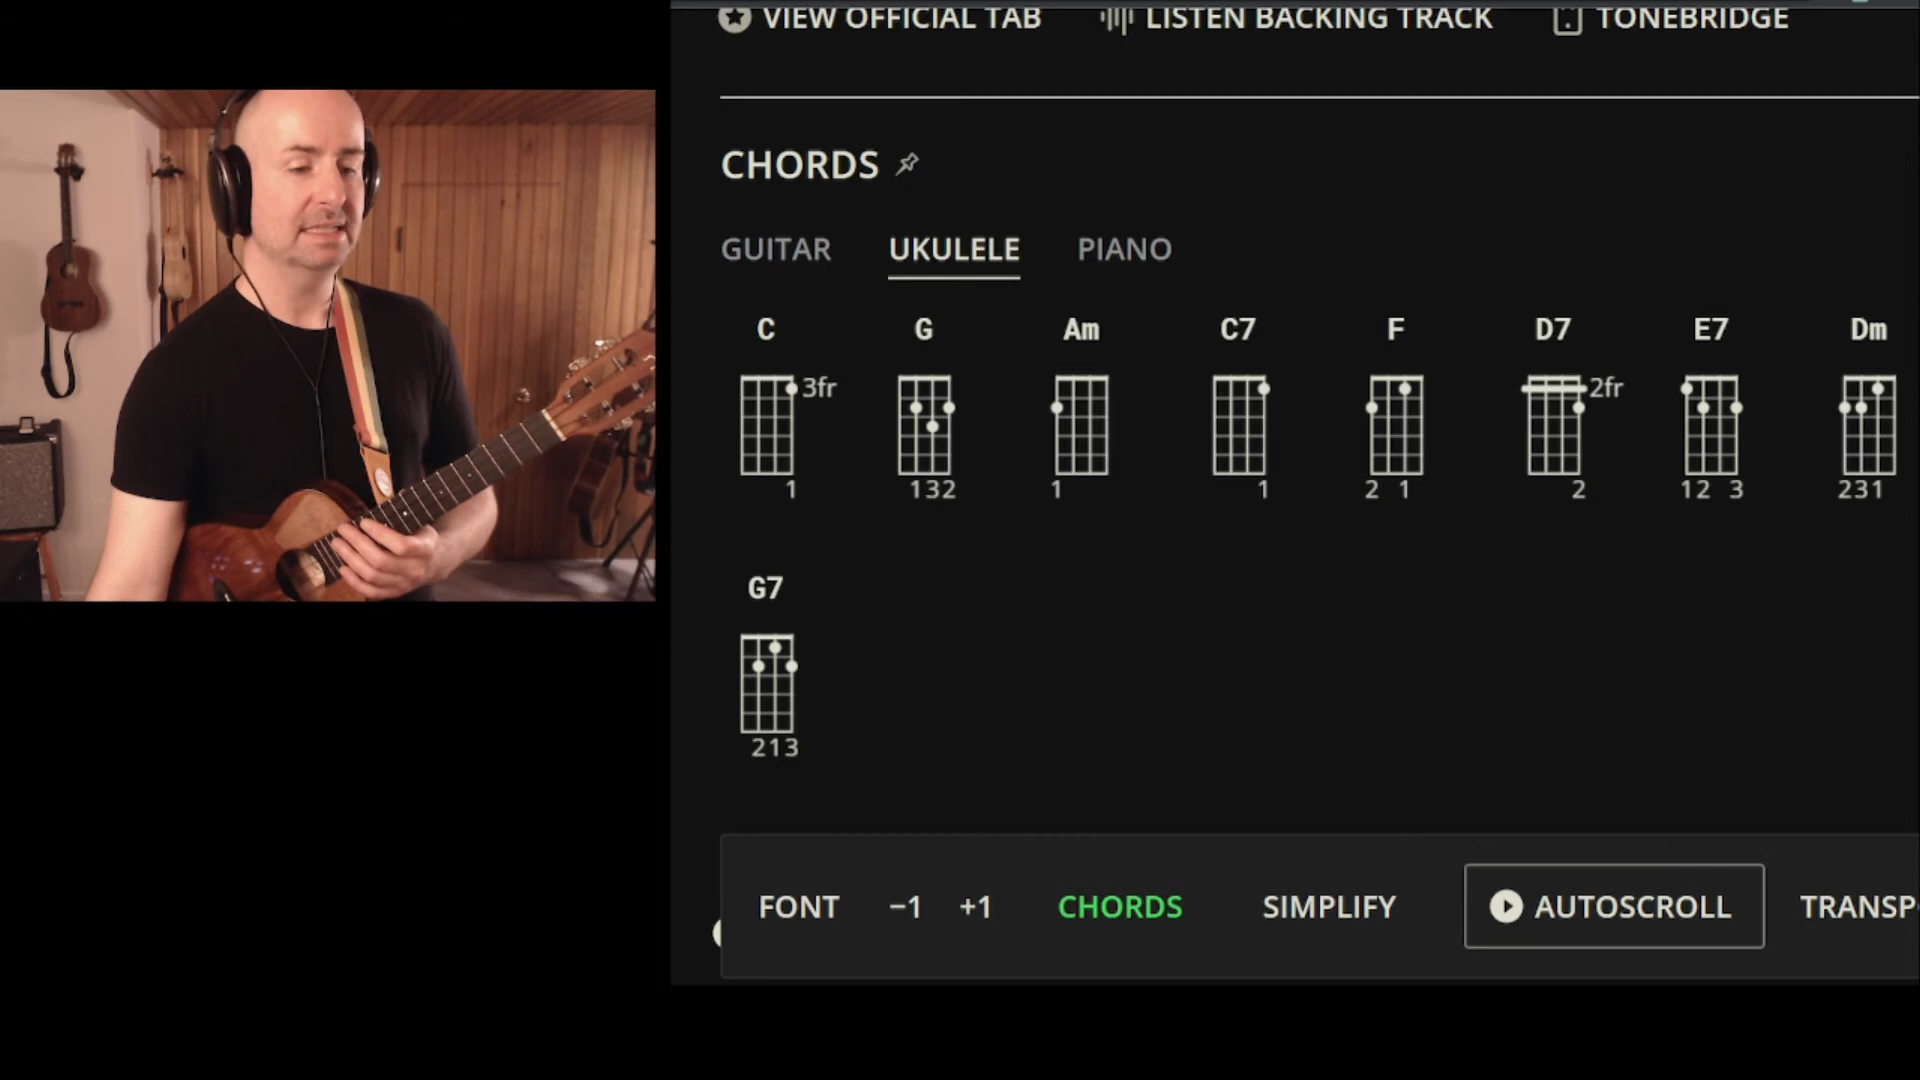 VIEW OFFICIAL TAB LISTEN BACKING TRACK TONEBRIDGE
CHORDS
GUITAR UKULELE PIANO
C G Am C7 F D7 E7 Dm
3fr 2fr
1 132 1 1 2 1 2 12 3 231
G7
213
FONT −1 +1 CHORDS SIMPLIFY AUTOSCROLL TRANSP